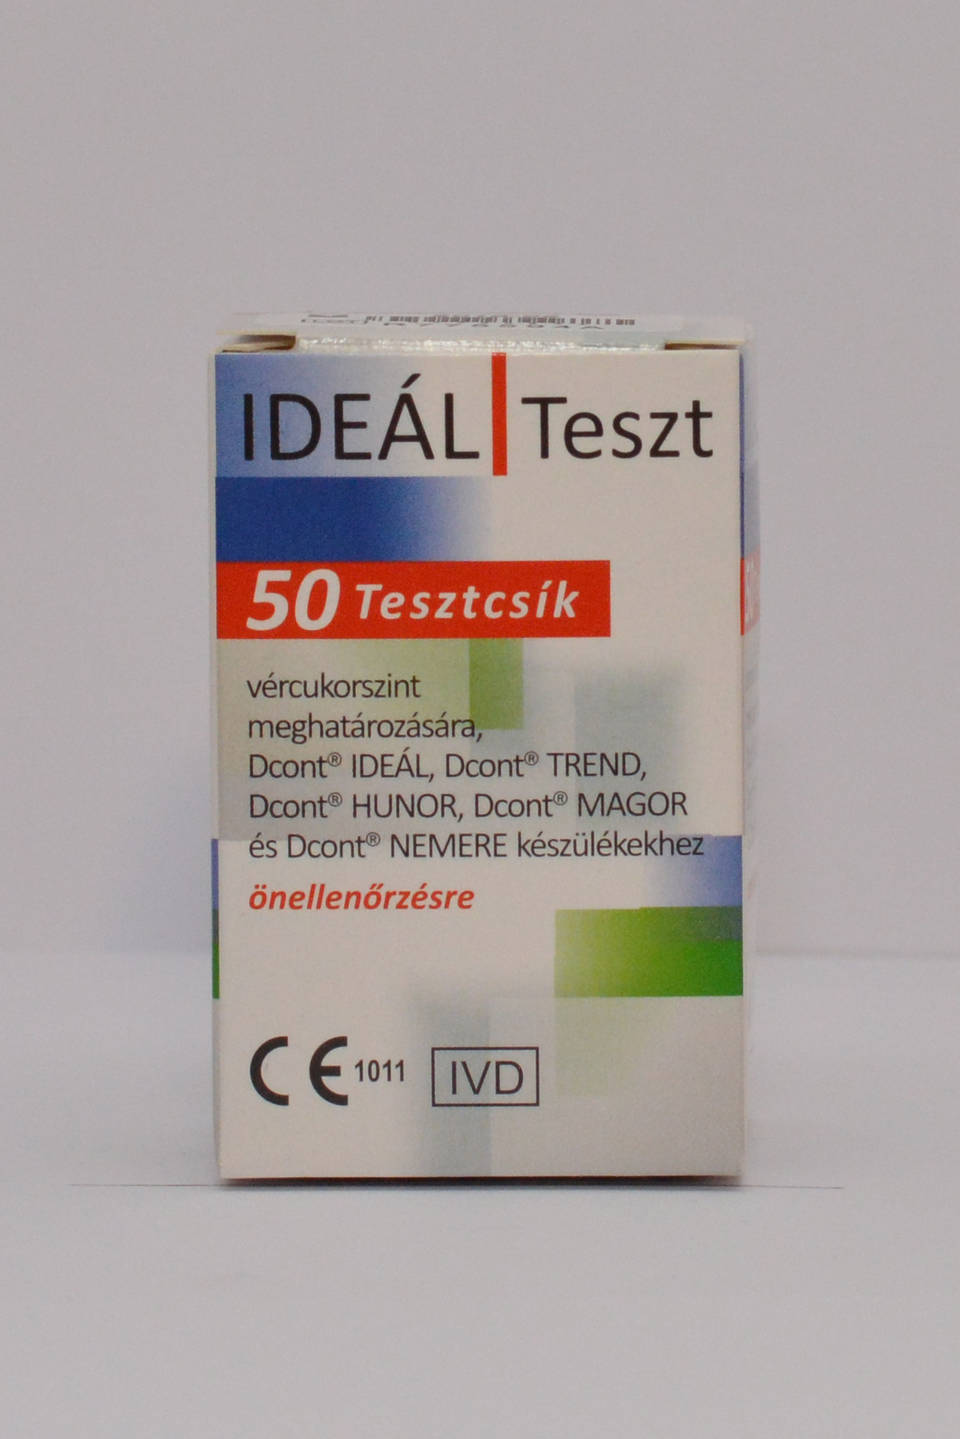 IDEÁL Teszt
50 Tesztcsík
vércukorszint
meghatározására,
Dcont® IDEÁL, Dcont® TREND,
Dcont® HUNOR, Dcont® MAGOR
és Dcont® NEMERE készülékekhez
önellenőrzésre
CE 1011 IVD